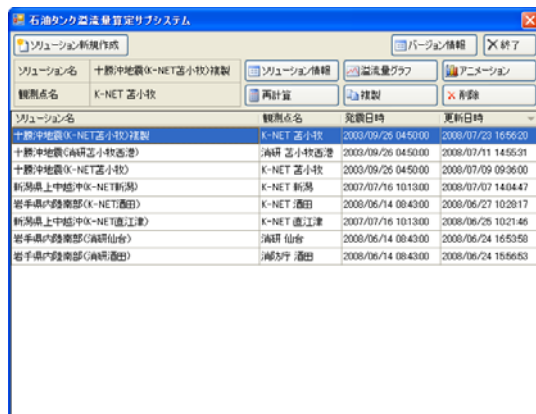 石油タンク溢流量算定サブシステム
ソリューション新規作成 バージョン情報 終了
ソリューション名 十勝沖地震(K-NET苫小牧)複製 ソリューション情報 溢流量グラフ アニメーション
観測点名 K-NET 苫小牧 再計算 複製 削除
ソリューション名 観測点名 発震日時 更新日時
十勝沖地震(K-NET苫小牧)複製 K-NET 苫小牧 2003/09/26 04:50:00 2008/07/23 16:56:20
十勝沖地震(消研苫小牧西港) 消研 苫小牧西港 2003/09/26 04:50:00 2008/07/11 14:55:31
十勝沖地震(K-NET苫小牧) K-NET 苫小牧 2003/09/26 04:50:00 2008/07/09 09:36:00
新潟県上中越沖(K-NET新潟) K-NET 新潟 2007/07/16 10:13:00 2008/07/07 14:04:47
岩手県内陸南部(K-NET酒田) K-NET 酒田 2008/06/14 08:43:00 2008/06/27 10:28:17
新潟県上中越沖(K-NET直江津) K-NET 直江津 2007/07/16 10:13:00 2008/06/25 10:21:46
岩手県内陸南部(消研仙台) 消研 仙台 2008/06/14 08:43:00 2008/06/24 16:53:58
岩手県内陸南部(消研酒田) 消防庁 酒田 2008/06/14 08:43:00 2008/06/24 15:56:53